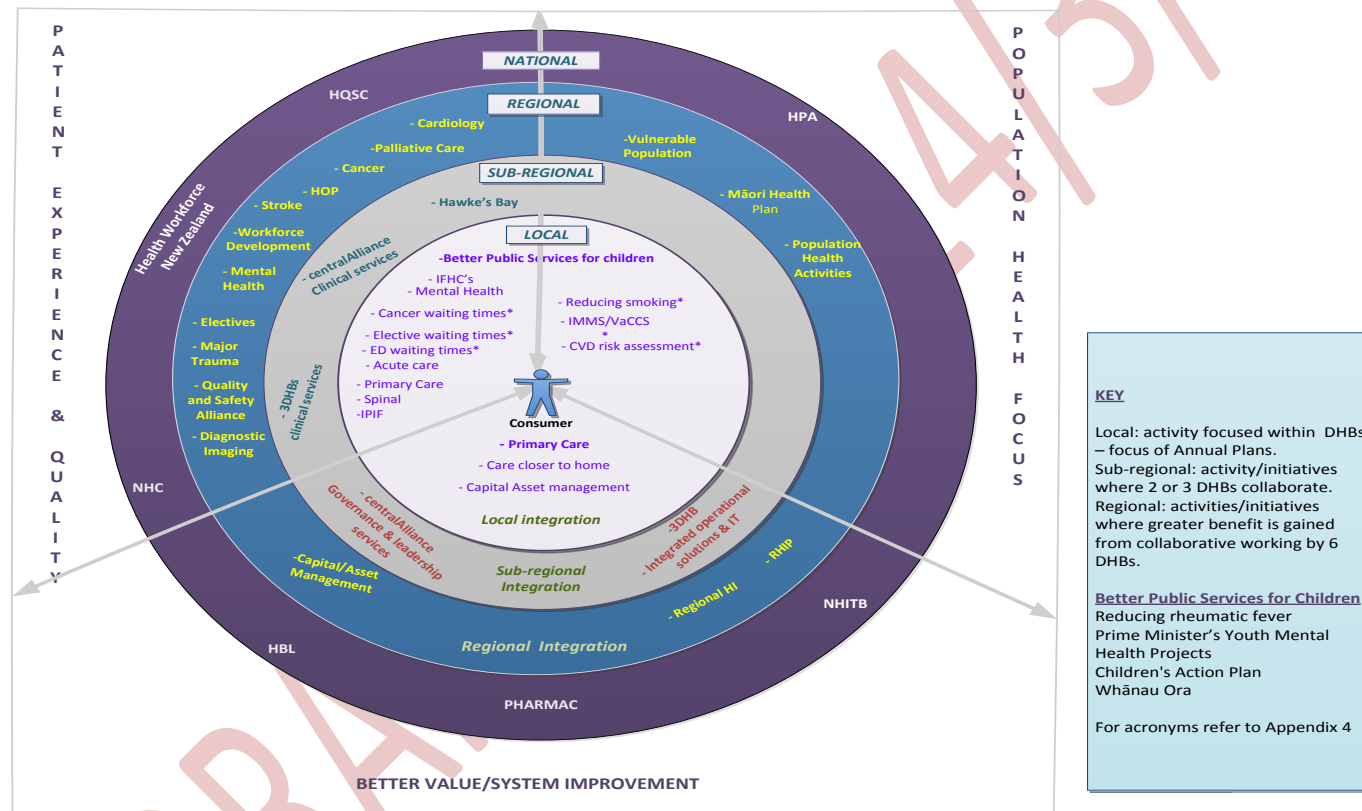 PATIENT EXPERIENCE & QUALITY
POPULATION HEALTH FOCUS
NATIONAL
HQSC
HPA
Health Workforce
New Zealand
NHC
HBL
PHARMAC
NHITB
REGIONAL
- Cardiology
-Palliative Care
- Cancer
- HOP
- Stroke
-Workforce
Development
- Mental
Health
- Electives
- Major
Trauma
- Quality
and Safety
Alliance
- Diagnostic
Imaging
-Vulnerable
Population
- Māori Health
Plan
- Population
Health
Activities
-Capital/Asset
Management
- Regional HI
- RHIP
Regional Integration
SUB-REGIONAL
- Hawke's Bay
- centralAlliance
Clinical services
- 3DHBs
clinical services
-centralAlliance
Governance & leadership
services
-3DHB
- Integrated operational
solutions & IT
Sub-regional
Integration
LOCAL
-Better Public Services for children
- IFHC's
- Mental Health
- Cancer waiting times*
- Elective waiting times*
- ED waiting times*
- Acute care
- Primary Care
- Spinal
-IPIF
- Reducing smoking*
- IMMS/VaCCS
*
- CVD risk assessment*
Consumer
- Primary Care
- Care closer to home
- Capital Asset management
Local integration
BETTER VALUE/SYSTEM IMPROVEMENT
KEY
Local: activity focused within DHBs
– focus of Annual Plans.
Sub-regional: activity/initiatives
where 2 or 3 DHBs collaborate.
Regional: activities/initiatives
where greater benefit is gained
from collaborative working by 6
DHBs.
Better Public Services for Children
Reducing rheumatic fever
Prime Minister's Youth Mental
Health Projects
Children's Action Plan
Whānau Ora
For acronyms refer to Appendix 4